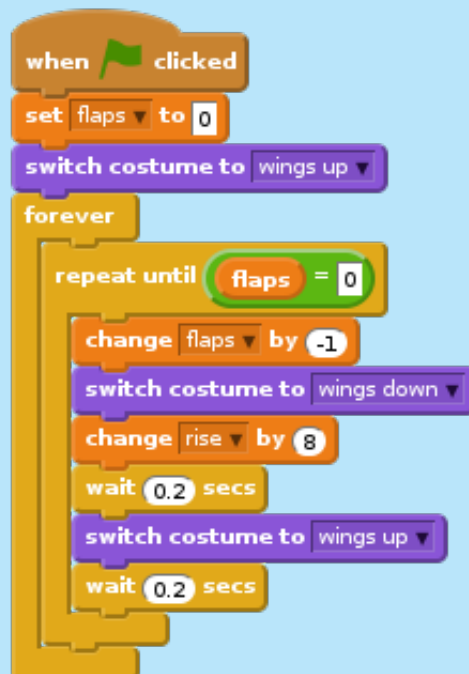 when clicked
set flaps to 0
switch costume to wings up
forever
repeat until flaps = 0
change flaps by -1
switch costume to wings down
change rise by 8
wait 0.2 secs
switch costume to wings up
wait 0.2 secs